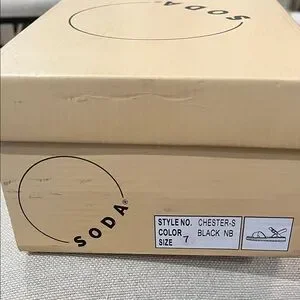 SODA
SODA®
STYLE NO. CHESTER-S
COLOR BLACK NB
SIZE 7